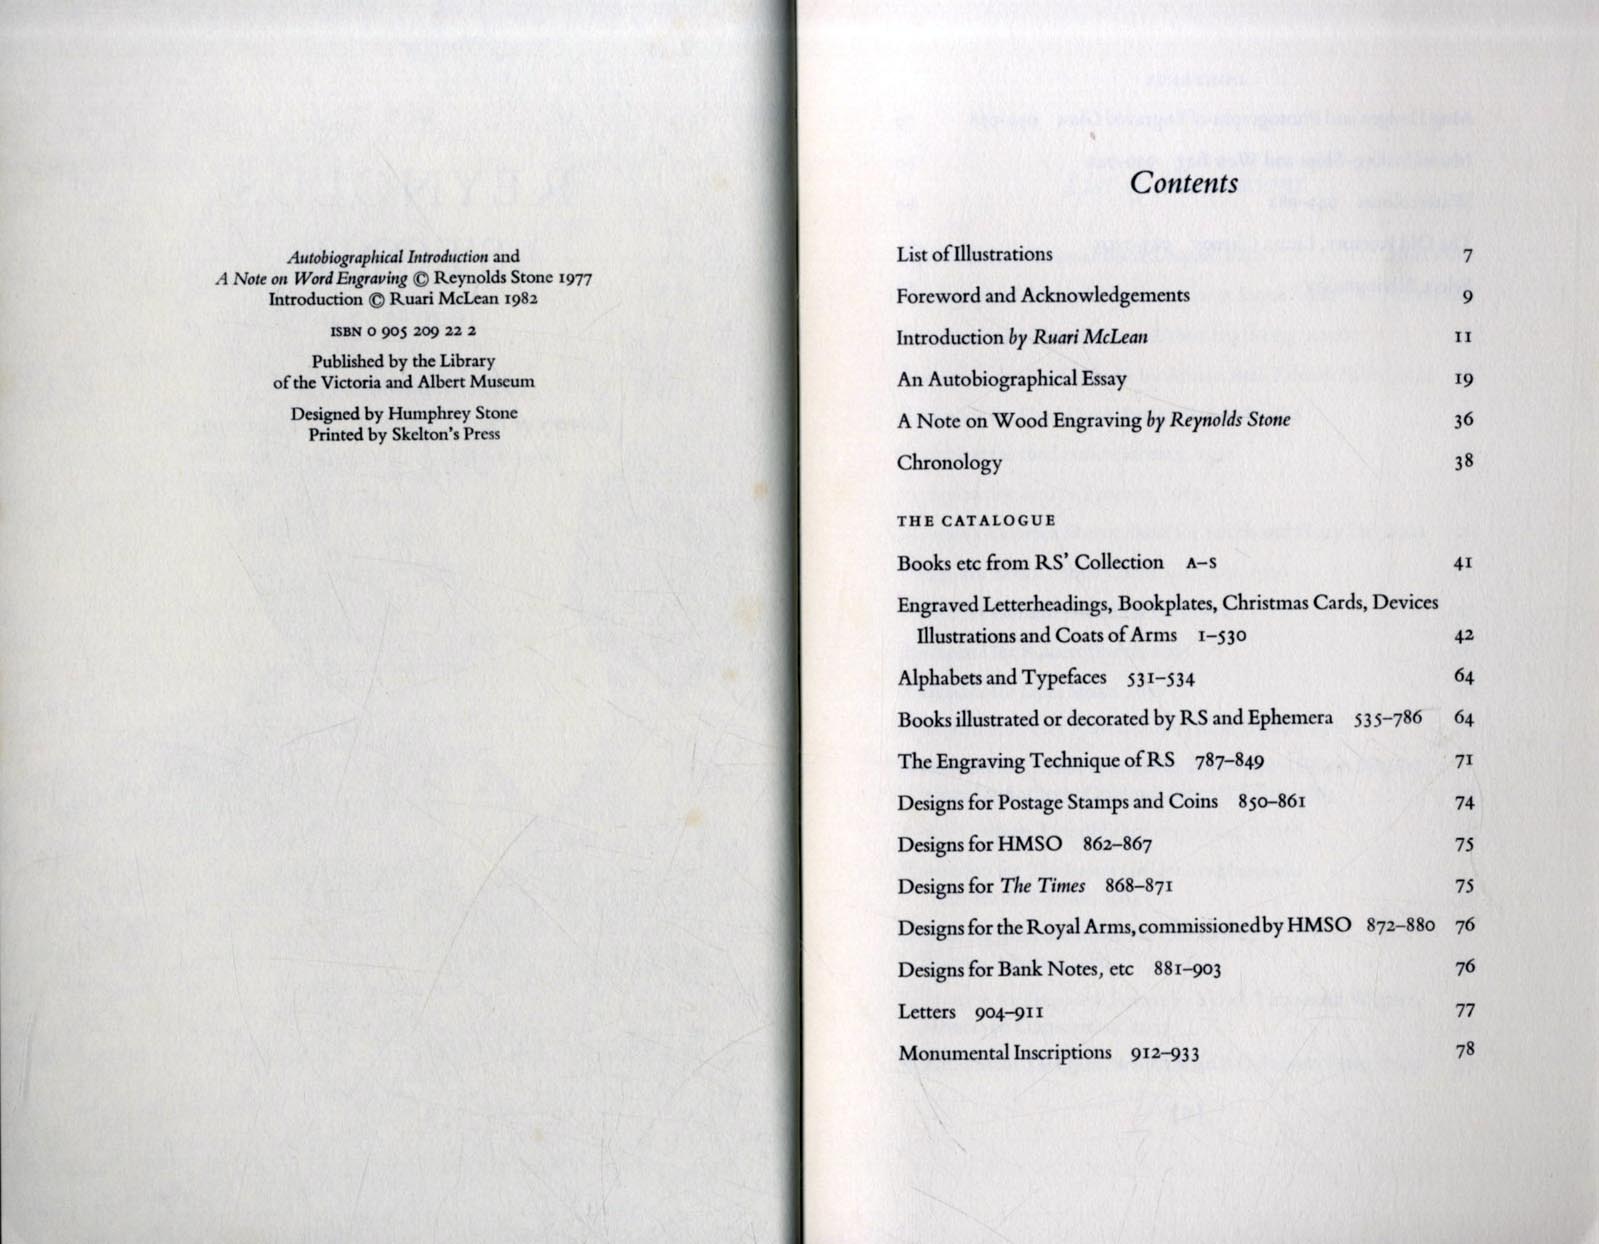 Autobiographical Introduction and
A Note on Word Engraving © Reynolds Stone 1977
Introduction © Ruari McLean 1982
ISBN 0 905 209 22 2
Published by the Library
of the Victoria and Albert Museum
Designed by Humphrey Stone
Printed by Skelton's Press
Contents
List of Illustrations 7
Foreword and Acknowledgements 9
Introduction by Ruari McLean 11
An Autobiographical Essay 19
A Note on Wood Engraving by Reynolds Stone 36
Chronology 38
THE CATALOGUE
Books etc from RS' Collection A–S 41
Engraved Letterheadings, Bookplates, Christmas Cards, Devices
Illustrations and Coats of Arms 1–530 42
Alphabets and Typefaces 531–534 64
Books illustrated or decorated by RS and Ephemera 535–786 64
The Engraving Technique of RS 787–849 71
Designs for Postage Stamps and Coins 850–861 74
Designs for HMSO 862–867 75
Designs for The Times 868–871 75
Designs for the Royal Arms, commissioned by HMSO 872–880 76
Designs for Bank Notes, etc 881–903 76
Letters 904–911 77
Monumental Inscriptions 912–933 78